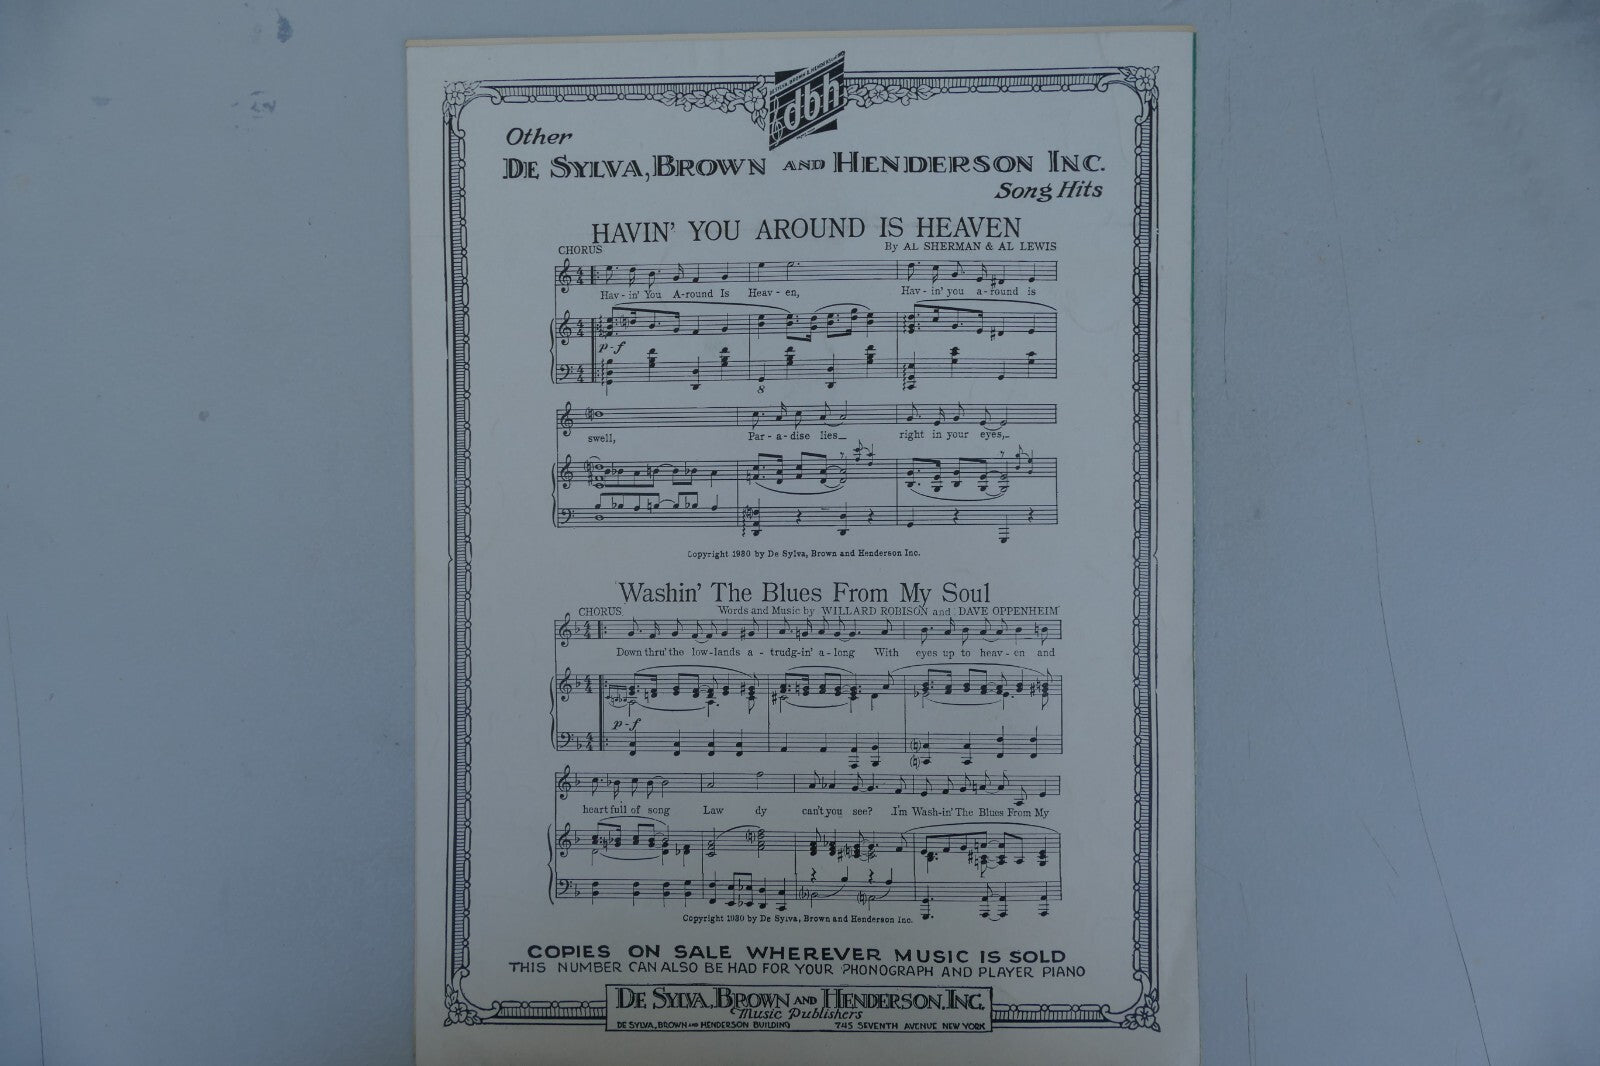 DE SYLVA, BROWN & HENDERSON INC
dbh
Other
DE SYLVA, BROWN AND HENDERSON INC.
Song Hits
HAVIN' YOU AROUND IS HEAVEN
CHORUS By AL SHERMAN & AL LEWIS
Hav - in' You A-round Is Heav - en, Hav - in' you a-round is
p-f
8
swell, Par - a - dise lies right in your eyes,
Copyright 1930 by De Sylva, Brown and Henderson Inc.
Washin' The Blues From My Soul
CHORUS Words and Music by WILLARD ROBISON and DAVE OPPENHEIM
Down thru' the low-lands a - trudg-in' a-long With eyes up to heav-en and
p-f
heart full of song Law dy can't you see? I'm Wash-in' The Blues From My
Copyright 1930 by De Sylva, Brown and Henderson Inc.
COPIES ON SALE WHEREVER MUSIC IS SOLD
THIS NUMBER CAN ALSO BE HAD FOR YOUR PHONOGRAPH AND PLAYER PIANO
DE SYLVA, BROWN AND HENDERSON, INC.
Music Publishers
DE SYLVA, BROWN AND HENDERSON BUILDING 745 SEVENTH AVENUE NEW YORK